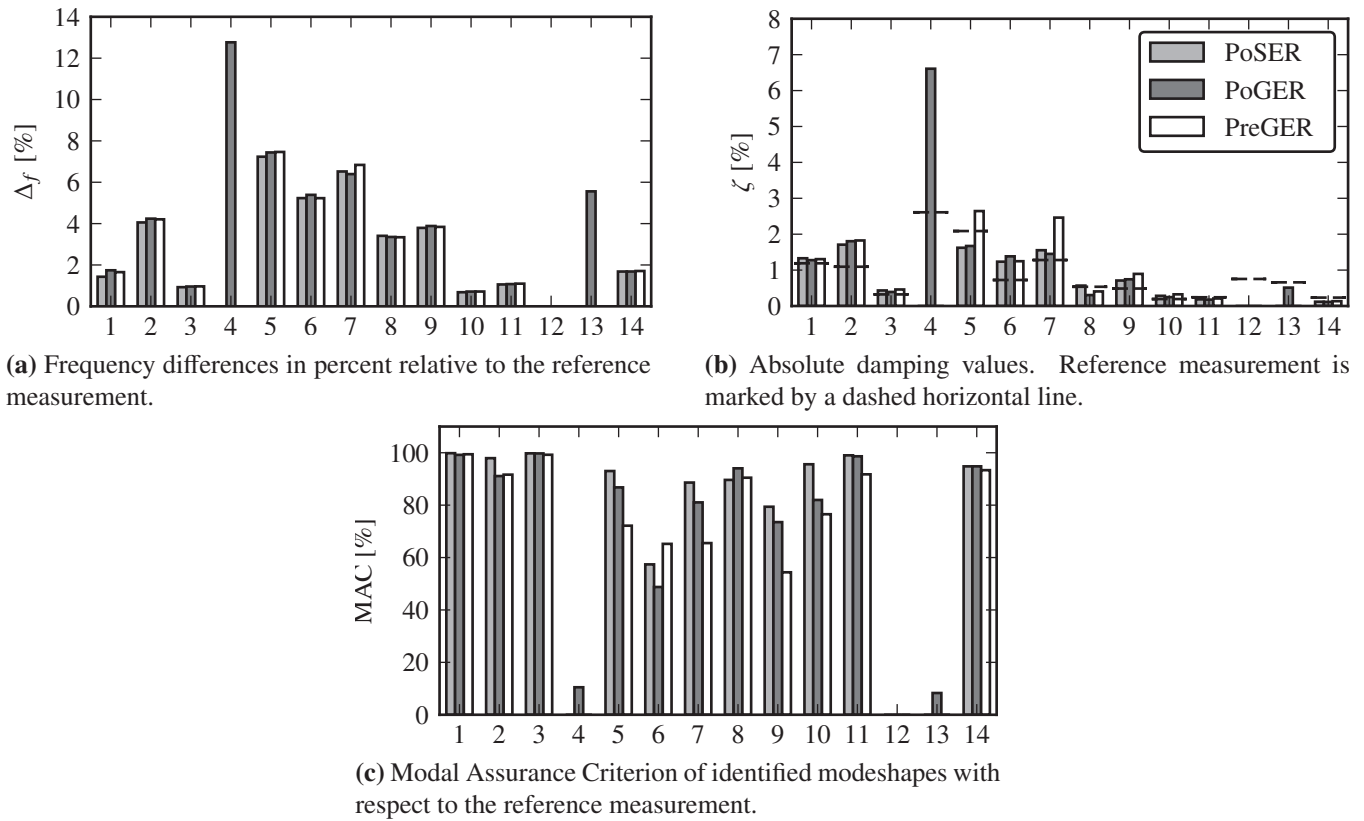 14
12
10
8
6
4
2
0
Δf [%]
1 2 3 4 5 6 7 8 9 10 11 12 13 14
(a) Frequency differences in percent relative to the reference
measurement.
8
7
6
5
4
3
2
1
0
ζ [%]
PoSER
PoGER
PreGER
1 2 3 4 5 6 7 8 9 10 11 12 13 14
(b) Absolute damping values. Reference measurement is
marked by a dashed horizontal line.
100
80
60
40
20
0
MAC [%]
1 2 3 4 5 6 7 8 9 10 11 12 13 14
(c) Modal Assurance Criterion of identified modeshapes with
respect to the reference measurement.